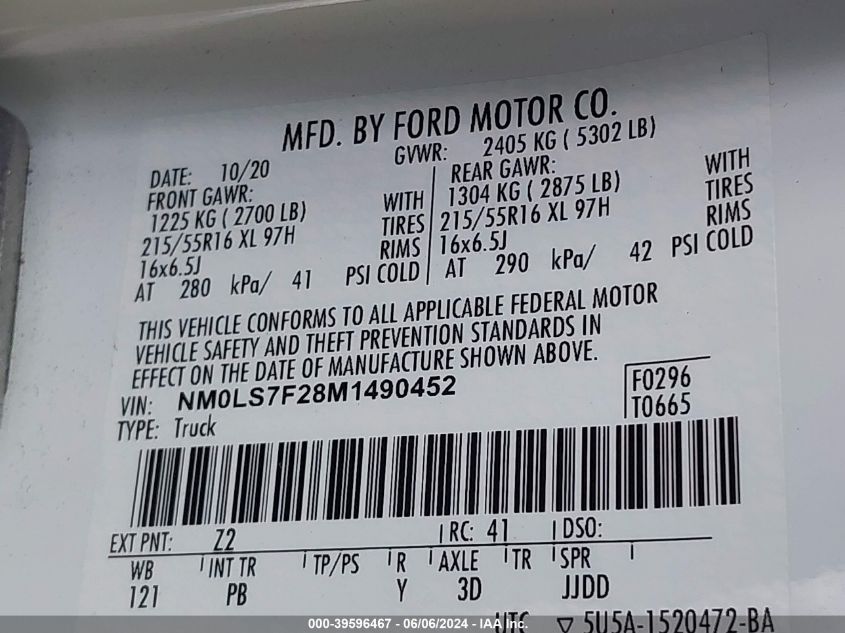 MFD. BY FORD MOTOR CO.
DATE: 10/20 GVWR: 2405 KG ( 5302 LB)
FRONT GAWR: REAR GAWR:
1225 KG ( 2700 LB) WITH 1304 KG ( 2875 LB) WITH
215/55R16 XL 97H TIRES 215/55R16 XL 97H TIRES
16x6.5J RIMS 16x6.5J RIMS
AT 280 kPa/ 41 PSI COLD AT 290 kPa/ 42 PSI COLD
THIS VEHICLE CONFORMS TO ALL APPLICABLE FEDERAL MOTOR
VEHICLE SAFETY AND THEFT PREVENTION STANDARDS IN
EFFECT ON THE DATE OF MANUFACTURE SHOWN ABOVE.
VIN: NM0LS7F28M1490452 F0296
TYPE: Truck T0665
EXT PNT: Z2 RC: 41 DSO:
WB INT TR TP/PS R AXLE TR SPR
121 PB Y 3D JJDD
UTC ▽ 5U5A-1520472-BA
000-39596467 - 06/06/2024 - IAA Inc.